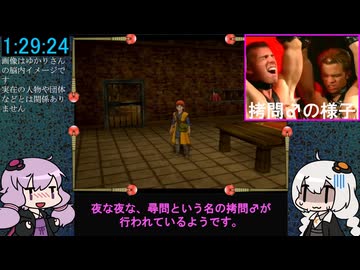 1:29:24
画像はゆかりさん
の脳内イメージで
す
実在の人物や団体
などとは関係あり
ません
拷問♂の様子
夜な夜な、尋問という名の拷問♂が
行われているようです。